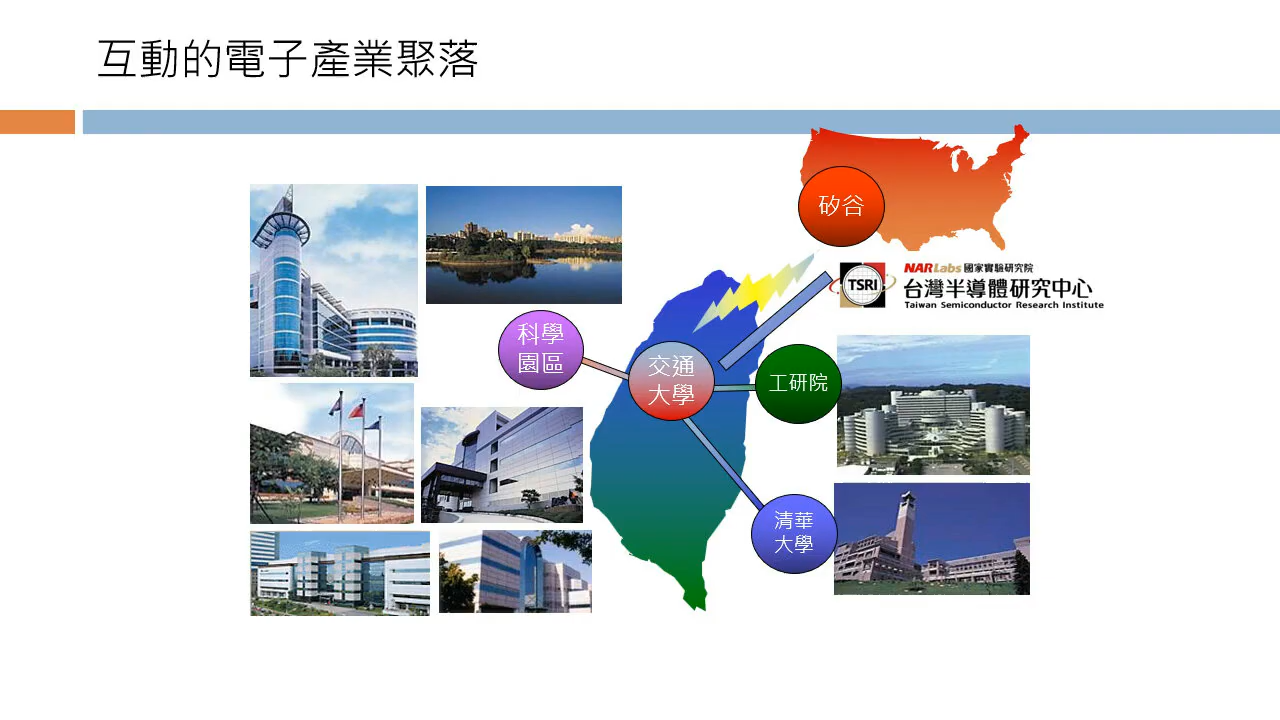 互動的電子產業聚落
矽谷
NARLabs 國家實驗研究院
TSRI
台灣半導體研究中心
Taiwan Semiconductor Research Institute
科學
園區
交通
大學
工研院
清華
大學